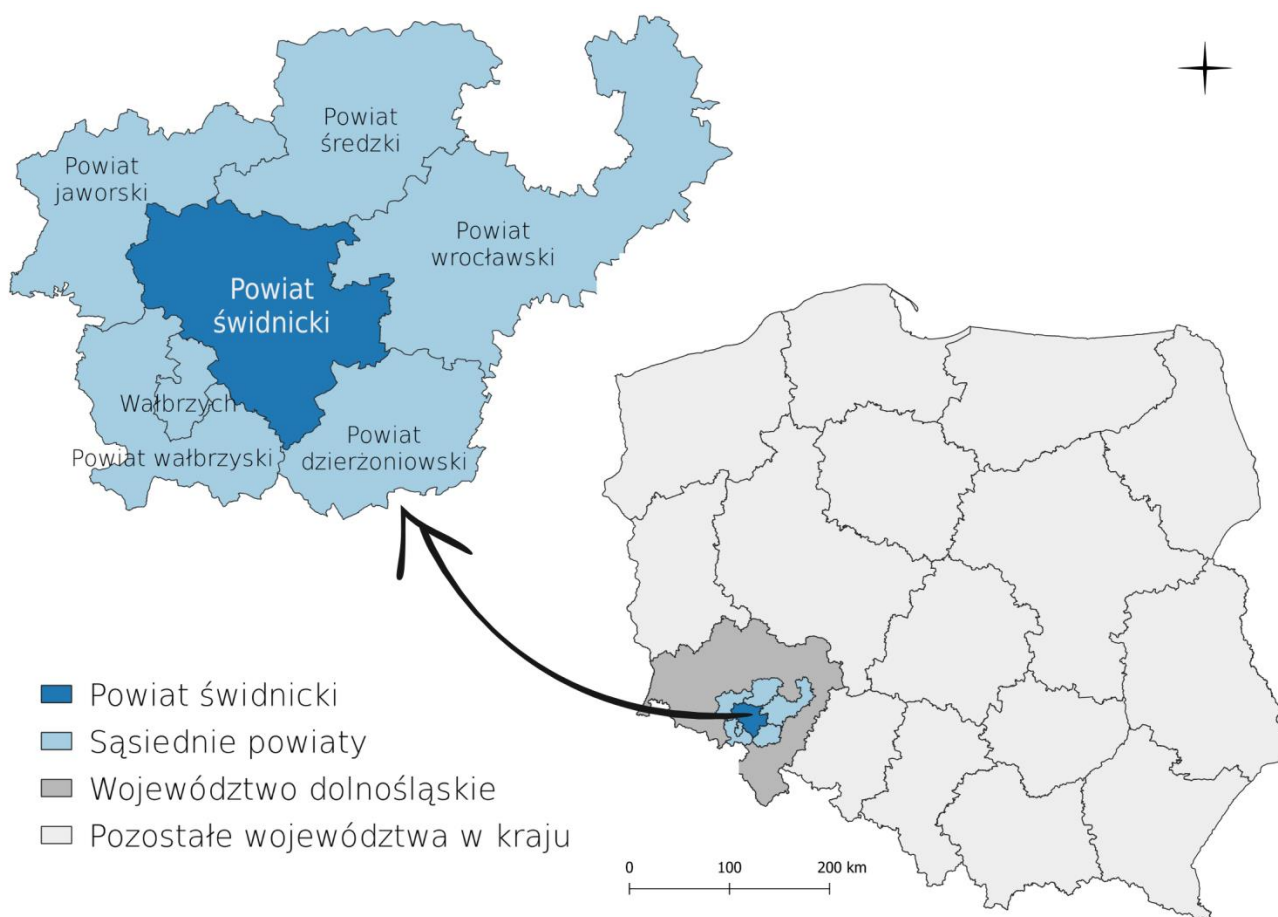 Powiat
średzki
Powiat
jaworski
Powiat
wrocławski
Powiat
świdnicki
Wałbrzych
Powiat wałbrzyski
Powiat
dzierżoniowski
Powiat świdnicki
Sąsiednie powiaty
Województwo dolnośląskie
Pozostałe województwa w kraju
0 100 200 km